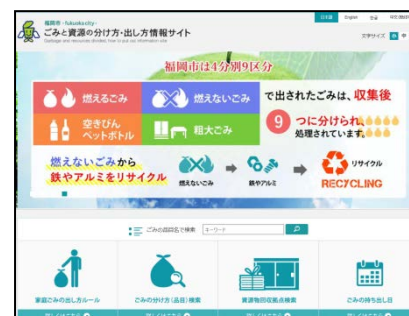 福岡市 -fukuoka city-
ごみと資源の分け方・出し方情報サイト
日本語 English 한글
文字サイズ 小 中
福岡市は4分別9区分
燃えるごみ 燃えないごみ
空きびん ペットボトル 粗大ごみ
で出されたごみは、収集後
9つに分けられ、
処理されています。
燃えないごみから
鉄やアルミをリサイクル
燃えないごみ 鉄やアルミ リサイクル
RECYCLING
ごみの品目名で検索 キーワード
家庭ごみの出し方ルール ごみの分け方(品目)検索 資源物回収拠点検索 ごみの持ち出し日